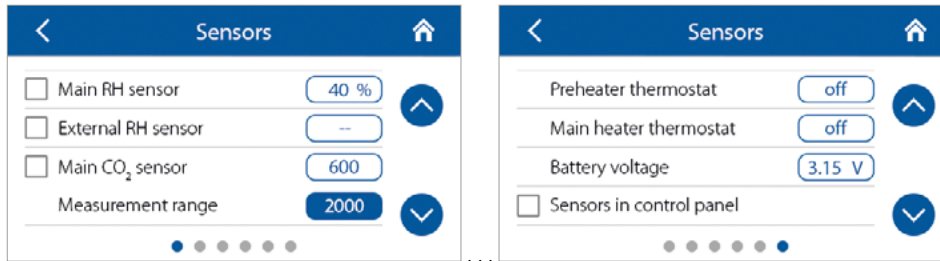 Sensors
Main RH sensor 40 %
External RH sensor --
Main CO₂ sensor 600
Measurement range 2000
...
Sensors
Preheater thermostat off
Main heater thermostat off
Battery voltage 3.15 V
Sensors in control panel